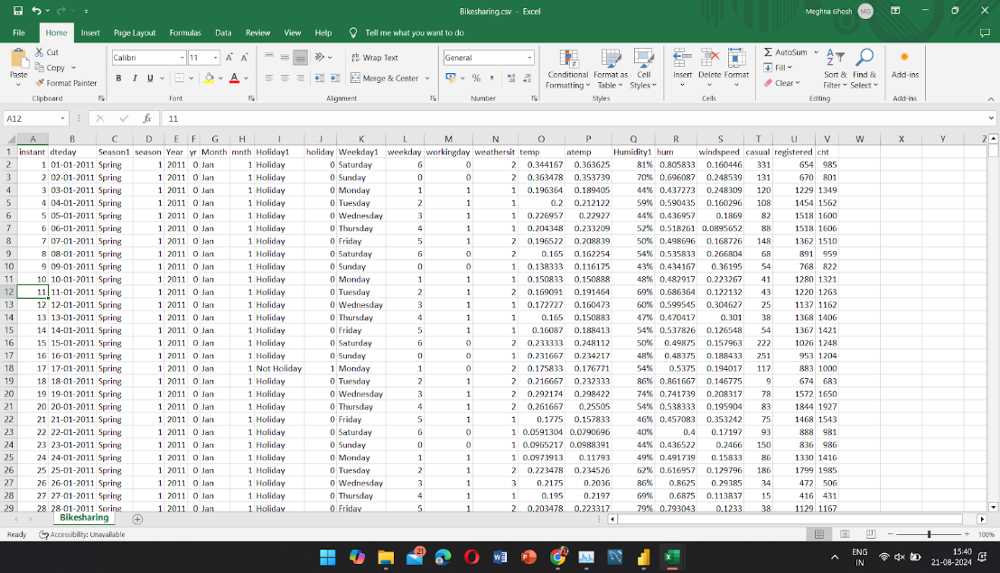 Bikesharing.csv - Excel
Meghna Ghosh MG
File Home Insert Page Layout Formulas Data Review View Help Tell me what you want to do
Paste Cut Copy Format Painter Clipboard
Calibri 11 B I U A Font
Wrap Text Merge & Center Alignment
General % Number
Conditional Formatting Format as Table Cell Styles Styles
Insert Delete Format Cells
AutoSum Fill Clear Sort & Filter Find & Select Editing
Add-ins Add-ins
A12 fx 11
A B C D E F G H I J K L M N O P Q R S T U V W X Y Z
1 instant dteday Season1 season Year yr Month mnth Holiday1 holiday Weekday1 weekday workingday weathersit temp atemp Humidity1 hum windspeed casual registered cnt
2 1 01-01-2011 Spring 1 2011 0 Jan 1 Holiday 0 Saturday 6 0 2 0.344167 0.363625 81% 0.805833 0.160446 331 654 985
3 2 02-01-2011 Spring 1 2011 0 Jan 1 Holiday 0 Sunday 0 0 2 0.363478 0.353739 70% 0.696087 0.248539 131 670 801
4 3 03-01-2011 Spring 1 2011 0 Jan 1 Holiday 0 Monday 1 1 1 0.196364 0.189405 44% 0.437273 0.248309 120 1229 1349
5 4 04-01-2011 Spring 1 2011 0 Jan 1 Holiday 0 Tuesday 2 1 1 0.2 0.212122 59% 0.590435 0.160296 108 1454 1562
6 5 05-01-2011 Spring 1 2011 0 Jan 1 Holiday 0 Wednesday 3 1 1 0.226957 0.22927 44% 0.436957 0.1869 82 1518 1600
7 6 06-01-2011 Spring 1 2011 0 Jan 1 Holiday 0 Thursday 4 1 1 0.204348 0.233209 52% 0.518261 0.0895652 88 1518 1606
8 7 07-01-2011 Spring 1 2011 0 Jan 1 Holiday 0 Friday 5 1 2 0.196522 0.208839 50% 0.498696 0.168726 148 1362 1510
9 8 08-01-2011 Spring 1 2011 0 Jan 1 Holiday 0 Saturday 6 0 2 0.165 0.162254 54% 0.535833 0.266804 68 891 959
10 9 09-01-2011 Spring 1 2011 0 Jan 1 Holiday 0 Sunday 0 0 1 0.138333 0.116175 43% 0.434167 0.36195 54 768 822
11 10 10-01-2011 Spring 1 2011 0 Jan 1 Holiday 0 Monday 1 1 1 0.150833 0.150888 48% 0.482917 0.223267 41 1280 1321
12 11 11-01-2011 Spring 1 2011 0 Jan 1 Holiday 0 Tuesday 2 1 2 0.169091 0.191464 69% 0.686364 0.122132 43 1220 1263
13 12 12-01-2011 Spring 1 2011 0 Jan 1 Holiday 0 Wednesday 3 1 1 0.172727 0.160473 60% 0.599545 0.304627 25 1137 1162
14 13 13-01-2011 Spring 1 2011 0 Jan 1 Holiday 0 Thursday 4 1 1 0.165 0.150883 47% 0.470417 0.301 38 1368 1406
15 14 14-01-2011 Spring 1 2011 0 Jan 1 Holiday 0 Friday 5 1 1 0.16087 0.188413 54% 0.537826 0.126548 54 1367 1421
16 15 15-01-2011 Spring 1 2011 0 Jan 1 Holiday 0 Saturday 6 0 2 0.233333 0.248112 50% 0.49875 0.157963 222 1026 1248
17 16 16-01-2011 Spring 1 2011 0 Jan 1 Holiday 0 Sunday 0 0 1 0.231667 0.234217 48% 0.48375 0.188433 251 953 1204
18 17 17-01-2011 Spring 1 2011 0 Jan 1 Not Holiday 1 Monday 1 0 2 0.175833 0.176771 54% 0.5375 0.194017 117 883 1000
19 18 18-01-2011 Spring 1 2011 0 Jan 1 Holiday 0 Tuesday 2 1 2 0.216667 0.232333 86% 0.861667 0.146775 9 674 683
20 19 19-01-2011 Spring 1 2011 0 Jan 1 Holiday 0 Wednesday 3 1 2 0.292174 0.298422 74% 0.741739 0.208317 78 1572 1650
21 20 20-01-2011 Spring 1 2011 0 Jan 1 Holiday 0 Thursday 4 1 2 0.261667 0.25505 54% 0.538333 0.195904 83 1844 1927
22 21 21-01-2011 Spring 1 2011 0 Jan 1 Holiday 0 Friday 5 1 1 0.1775 0.157833 46% 0.457083 0.353242 75 1468 1543
23 22 22-01-2011 Spring 1 2011 0 Jan 1 Holiday 0 Saturday 6 0 1 0.0591304 0.0790696 40% 0.4 0.17197 93 888 981
24 23 23-01-2011 Spring 1 2011 0 Jan 1 Holiday 0 Sunday 0 0 1 0.0965217 0.0988391 44% 0.436522 0.2466 150 836 986
25 24 24-01-2011 Spring 1 2011 0 Jan 1 Holiday 0 Monday 1 1 1 0.0973913 0.11793 49% 0.491739 0.15833 86 1330 1416
26 25 25-01-2011 Spring 1 2011 0 Jan 1 Holiday 0 Tuesday 2 1 2 0.223478 0.234526 62% 0.616957 0.129796 186 1799 1985
27 26 26-01-2011 Spring 1 2011 0 Jan 1 Holiday 0 Wednesday 3 1 3 0.2175 0.2036 86% 0.8625 0.29385 34 472 506
28 27 27-01-2011 Spring 1 2011 0 Jan 1 Holiday 0 Thursday 4 1 1 0.195 0.2197 69% 0.6875 0.113837 15 416 431
29 28 28-01-2011 Spring 1 2011 0 Jan 1 Holiday 0 Friday 5 1 2 0.203478 0.223317 79% 0.793043 0.1233 38 1129 1167
Bikesharing
Ready Accessibility: Unavailable 100%
21 ENG IN 15:40 21-08-2024